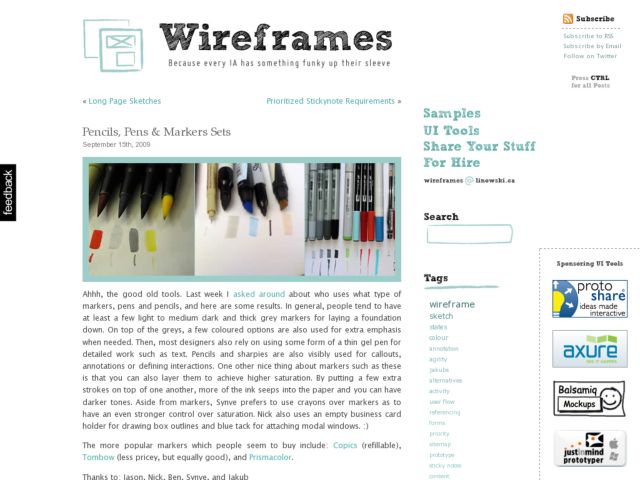 Wireframes
Because every IA has something funky up their sleeve
Subscribe
Subscribe to RSS
Subscribe by Email
Follow on Twitter
Press CTRL
for all Posts
« Long Page Sketches
Prioritized Stickynote Requirements »
Pencils, Pens & Markers Sets
September 15th, 2009
Ahhh, the good old tools. Last week I asked around about who uses what type of
markers, pens and pencils, and here are some results. In general, people tend to have
at least a few light to medium dark and thick grey markers for laying a foundation
down. On top of the greys, a few coloured options are also used for extra emphasis
when needed. Then, most designers also rely on using some form of a thin gel pen for
detailed work such as text. Pencils and sharpies are also visibly used for callouts,
annotations or defining interactions. One other nice thing about markers such as these
is that you can also layer them to achieve higher saturation. By putting a few extra
strokes on top of one another, more of the ink seeps into the paper and you can have
darker tones. Aside from markers, Synve prefers to use crayons over markers as to
have an even stronger control over saturation. Nick also uses an empty business card
holder for drawing box outlines and blue tack for attaching modal windows. :)
The more popular markers which people seem to buy include: Copics (refillable),
Tombow (less pricey, but equally good), and Prismacolor.
Thanks to: Jason, Nick, Ben, Synve, and Jakub
Samples
UI Tools
Share Your Stuff
For Hire
wireframes @ linowski.ca
Search
Tags
wireframe
sketch
states
colour
annotation
agility
jakubs
alternatives
activity
user flow
referencing
forms
priority
sitemap
prototype
sticky notes
content
Sponsoring UI Tools
proto
share
ideas made
interactive
axure
Balsamiq
Mockups
justinmind
prototyper
feedback